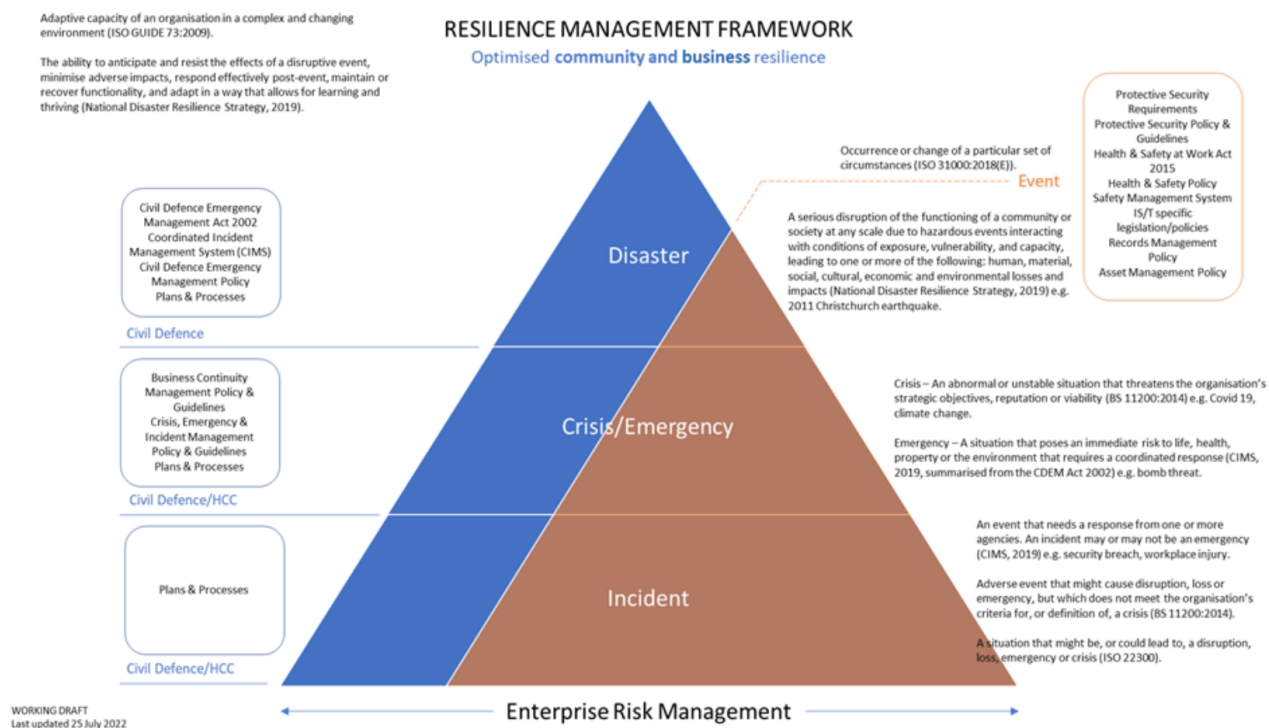 Adaptive capacity of an organisation in a complex and changing
environment (ISO GUIDE 73:2009).
The ability to anticipate and resist the effects of a disruptive event,
minimise adverse impacts, respond effectively post-event, maintain or
recover functionality, and adapt in a way that allows for learning and
thriving (National Disaster Resilience Strategy, 2019).
RESILIENCE MANAGEMENT FRAMEWORK
Optimised community and business resilience
Protective Security
Requirements
Protective Security Policy &
Guidelines
Health & Safety at Work Act
2015
Health & Safety Policy
Safety Management System
IS/T specific
legislation/policies
Records Management
Policy
Asset Management Policy
Occurrence or change of a particular set of
circumstances (ISO 31000:2018(E)).
Event
A serious disruption of the functioning of a community or
society at any scale due to hazardous events interacting
with conditions of exposure, vulnerability, and capacity,
leading to one or more of the following: human, material,
social, cultural, economic and environmental losses and
impacts (National Disaster Resilience Strategy, 2019) e.g.
2011 Christchurch earthquake.
Civil Defence Emergency
Management Act 2002
Coordinated Incident
Management System (CIMS)
Civil Defence Emergency
Management Policy
Plans & Processes
Civil Defence
Disaster
Business Continuity
Management Policy &
Guidelines
Crisis, Emergency &
Incident Management
Policy & Guidelines
Plans & Processes
Civil Defence/HCC
Crisis/Emergency
Crisis – An abnormal or unstable situation that threatens the organisation's
strategic objectives, reputation or viability (BS 11200:2014) e.g. Covid 19,
climate change.
Emergency – A situation that poses an immediate risk to life, health,
property or the environment that requires a coordinated response (CIMS,
2019, summarised from the CDEM Act 2002) e.g. bomb threat.
Plans & Processes
Civil Defence/HCC
Incident
An event that needs a response from one or more
agencies. An incident may or may not be an emergency
(CIMS, 2019) e.g. security breach, workplace injury.
Adverse event that might cause disruption, loss or
emergency, but which does not meet the organisation's
criteria for, or definition of, a crisis (BS 11200:2014).
A situation that might be, or could lead to, a disruption,
loss, emergency or crisis (ISO 22300).
Enterprise Risk Management
WORKING DRAFT
Last updated 25 July 2022